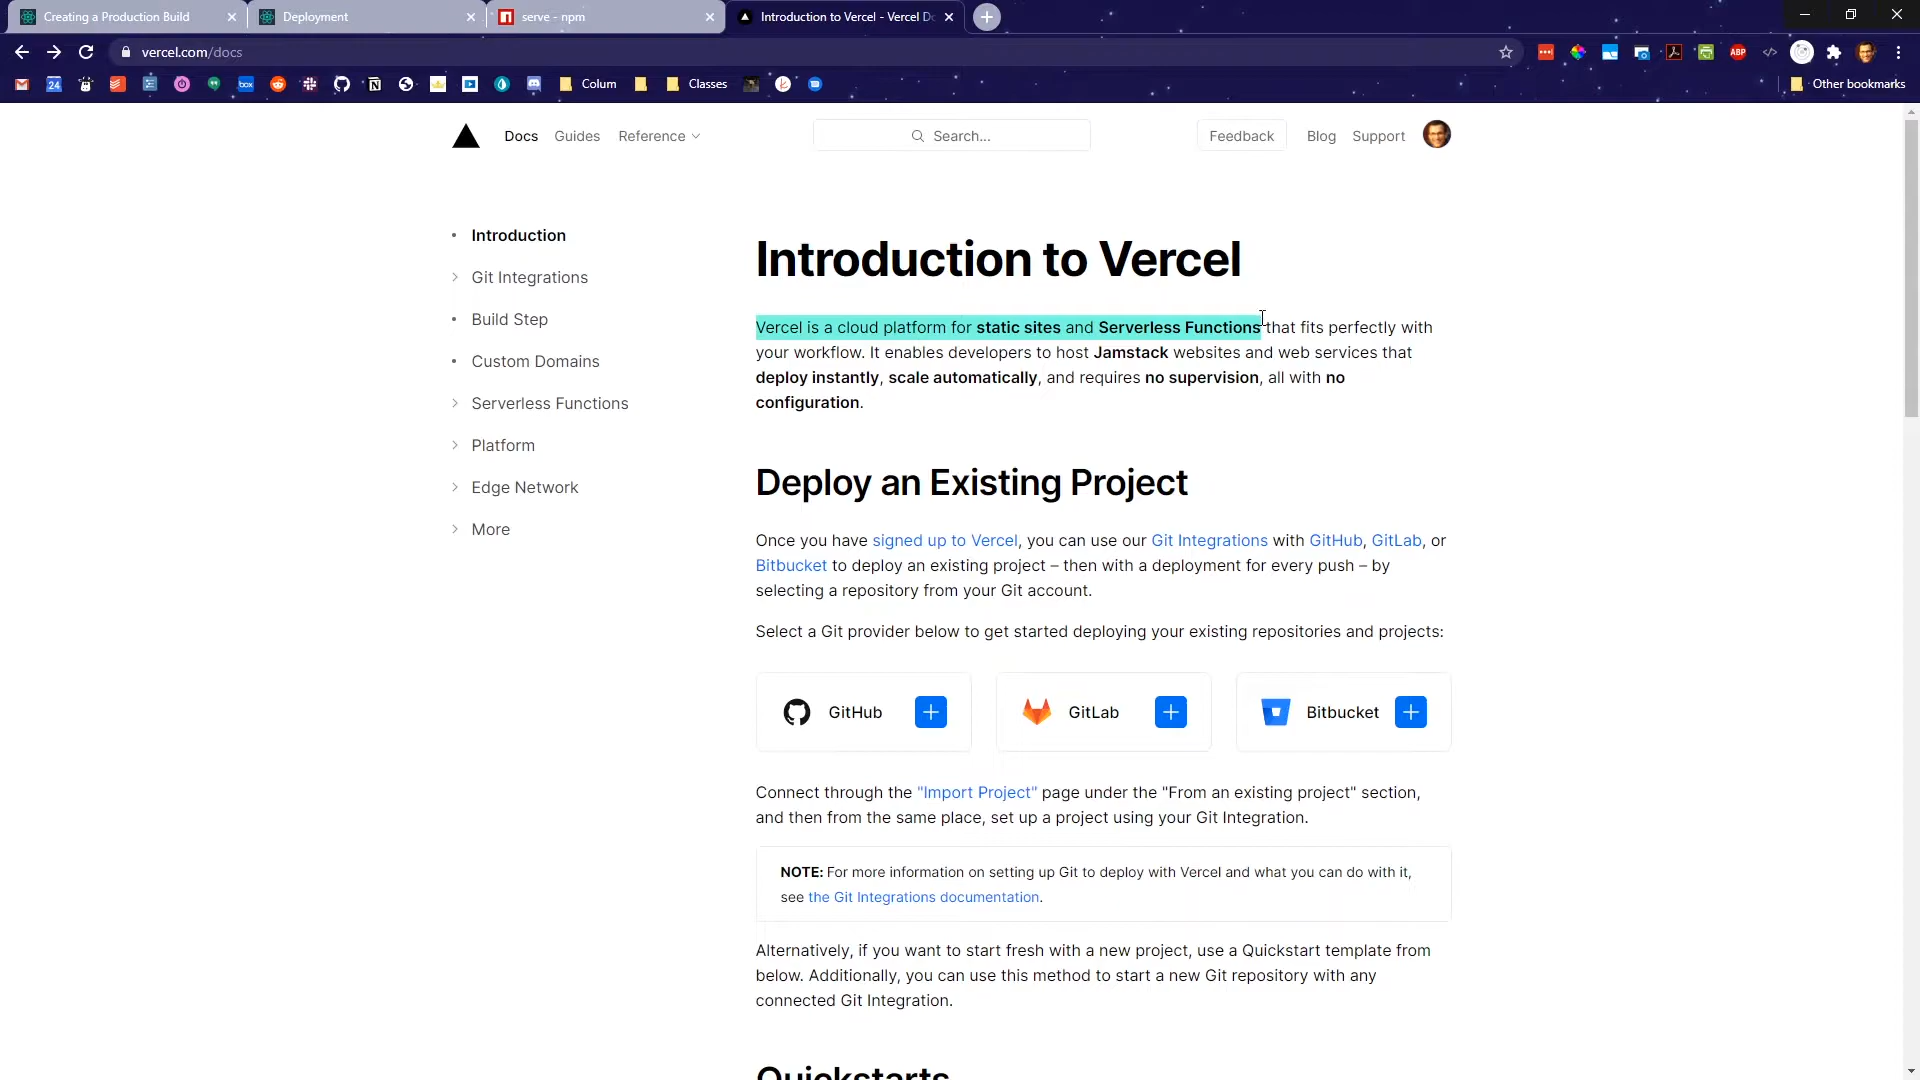 Creating a Production Build
Deployment
serve - npm
Introduction to Vercel - Vercel Do
vercel.com/docs
24
box
ABP
Colum
Classes
Other bookmarks
Docs
Guides
Reference
Search...
Feedback
Blog
Support
Introduction
Git Integrations
Build Step
Custom Domains
Serverless Functions
Platform
Edge Network
More
Introduction to Vercel
Vercel is a cloud platform for static sites and Serverless Functions that fits perfectly with
your workflow. It enables developers to host Jamstack websites and web services that
deploy instantly, scale automatically, and requires no supervision, all with no
configuration.
Deploy an Existing Project
Once you have signed up to Vercel, you can use our Git Integrations with GitHub, GitLab, or
Bitbucket to deploy an existing project – then with a deployment for every push – by
selecting a repository from your Git account.
Select a Git provider below to get started deploying your existing repositories and projects:
GitHub
GitLab
Bitbucket
Connect through the "Import Project" page under the "From an existing project" section,
and then from the same place, set up a project using your Git Integration.
NOTE: For more information on setting up Git to deploy with Vercel and what you can do with it,
see the Git Integrations documentation.
Alternatively, if you want to start fresh with a new project, use a Quickstart template from
below. Additionally, you can use this method to start a new Git repository with any
connected Git Integration.
Quickstarts